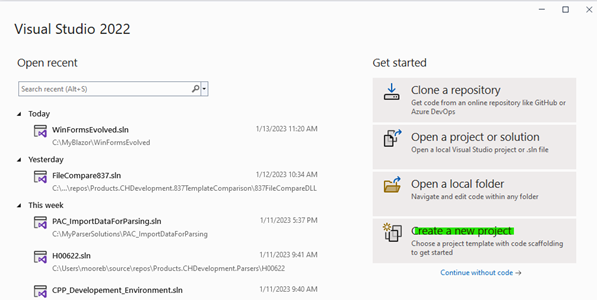 Visual Studio 2022
Open recent
Search recent (Alt+S)
Today
WinFormsEvolved.sln 1/13/2023 11:20 AM
C:\MyBlazor\WinFormsEvolved
Yesterday
FileCompare837.sln 1/12/2023 10:34 AM
C:\...\repos\Products.CHDevelopment.837TemplateComparison\837FileCompareDLL
This week
PAC_ImportDataForParsing.sln 1/11/2023 5:37 PM
C:\MyParserSolutions\PAC_ImportDataForParsing
H00622.sln 1/11/2023 9:41 AM
C:\Users\mooreb\source\repos\Products.CHDevelopment.Parsers\H00622
CPP_Developement_Environment.sln 1/11/2023 9:40 AM
Get started
Clone a repository
Get code from an online repository like GitHub or
Azure DevOps
Open a project or solution
Open a local Visual Studio project or .sln file
Open a local folder
Navigate and edit code within any folder
Create a new project
Choose a project template with code scaffolding
to get started
Continue without code →